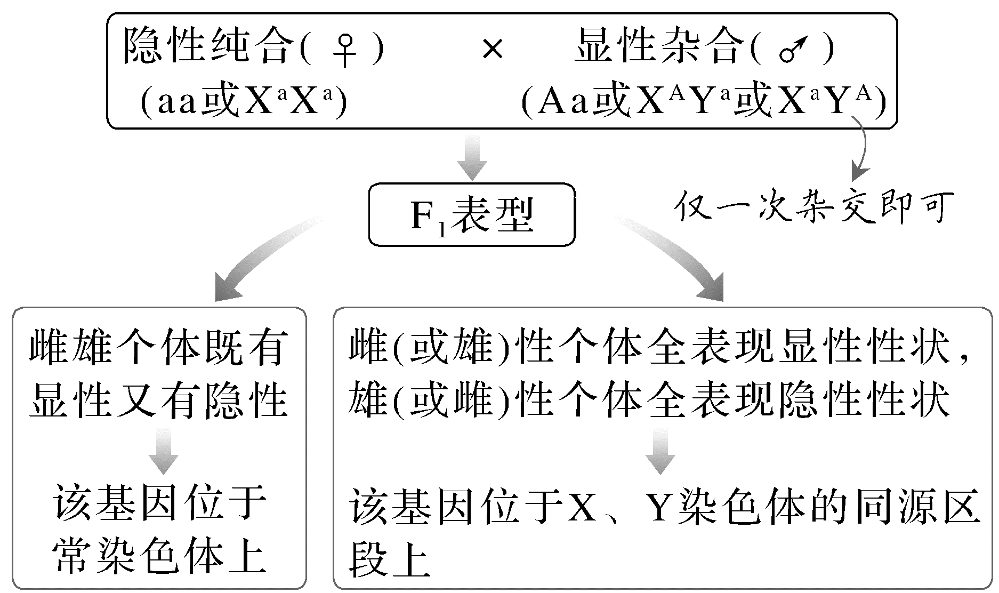 隐性纯合(♀) × 显性杂合(♂)
(aa或XᵃXᵃ) (Aa或XᴬYᵃ或XᵃYᴬ)
F₁表型
仅一次杂交即可
雌雄个体既有
显性又有隐性
该基因位于
常染色体上
雌(或雄)性个体全表现显性性状,
雄(或雌)性个体全表现隐性性状
该基因位于X、Y染色体的同源区
段上